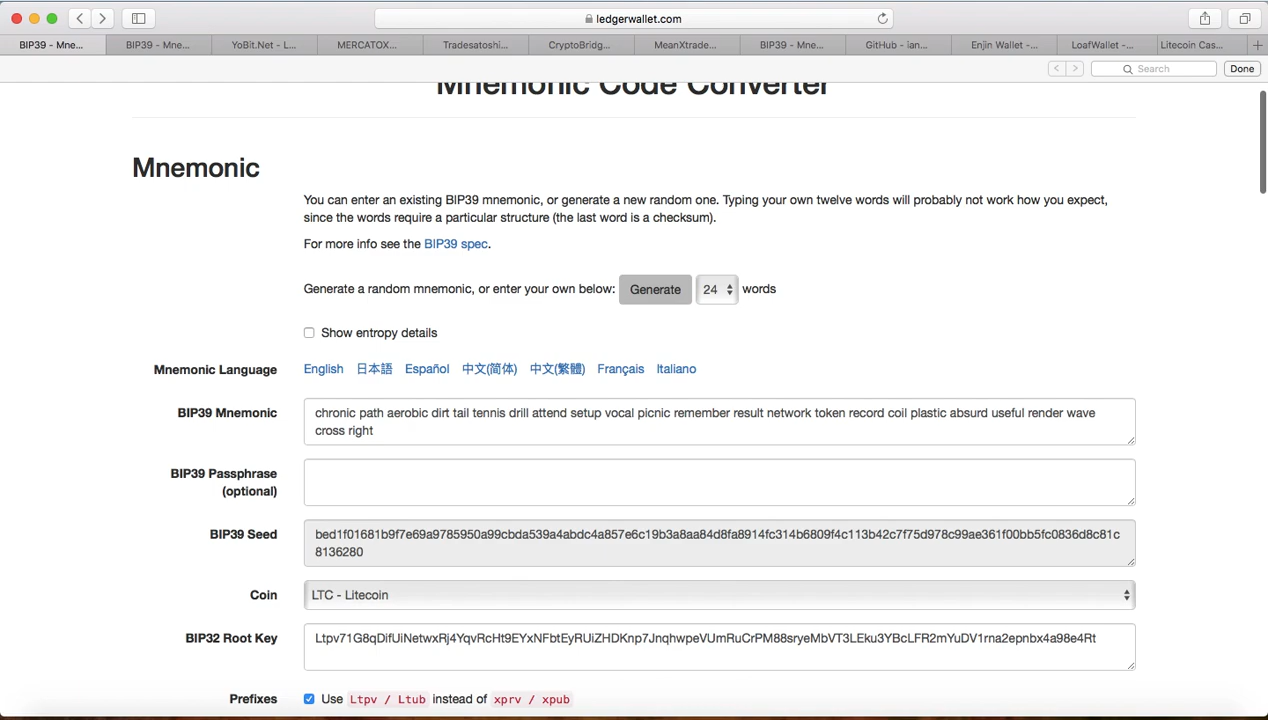 ledgerwallet.com
BIP39 - Mne...
BIP39 - Mne...
YoBit.Net - L...
MERCATOX...
Tradesatoshi...
CryptoBridg...
MeanXtrade...
BIP39 - Mne...
GitHub - ian...
Enjin Wallet -...
LoafWallet -...
Litecoin Cas...
Search
Done
Mnemonic Code Converter
Mnemonic
You can enter an existing BIP39 mnemonic, or generate a new random one. Typing your own twelve words will probably not work how you expect,
since the words require a particular structure (the last word is a checksum).
For more info see the BIP39 spec.
Generate a random mnemonic, or enter your own below: Generate 24 words
Show entropy details
Mnemonic Language English 日本語 Español 中文(简体) 中文(繁體) Français Italiano
BIP39 Mnemonic chronic path aerobic dirt tail tennis drill attend setup vocal picnic remember result network token record coil plastic absurd useful render wave
cross right
BIP39 Passphrase
(optional)
BIP39 Seed bed1f01681b9f7e69a9785950a99cbda539a4abdc4a857e6c19b3a8aa84d8fa8914fc314b6809f4c113b42c7f75d978c99ae361f00bb5fc0836d8c81c
8136280
Coin LTC - Litecoin
BIP32 Root Key Ltpv71G8qDifUiNetwxRj4YqvRcHt9EYxNFbtEyRUiZHDKnp7JnqhwpeVUmRuCrPM88sryeMbVT3LEku3YBcLFR2mYuDV1rna2epnbx4a98e4Rt
Prefixes Use Ltpv / Ltub instead of xprv / xpub